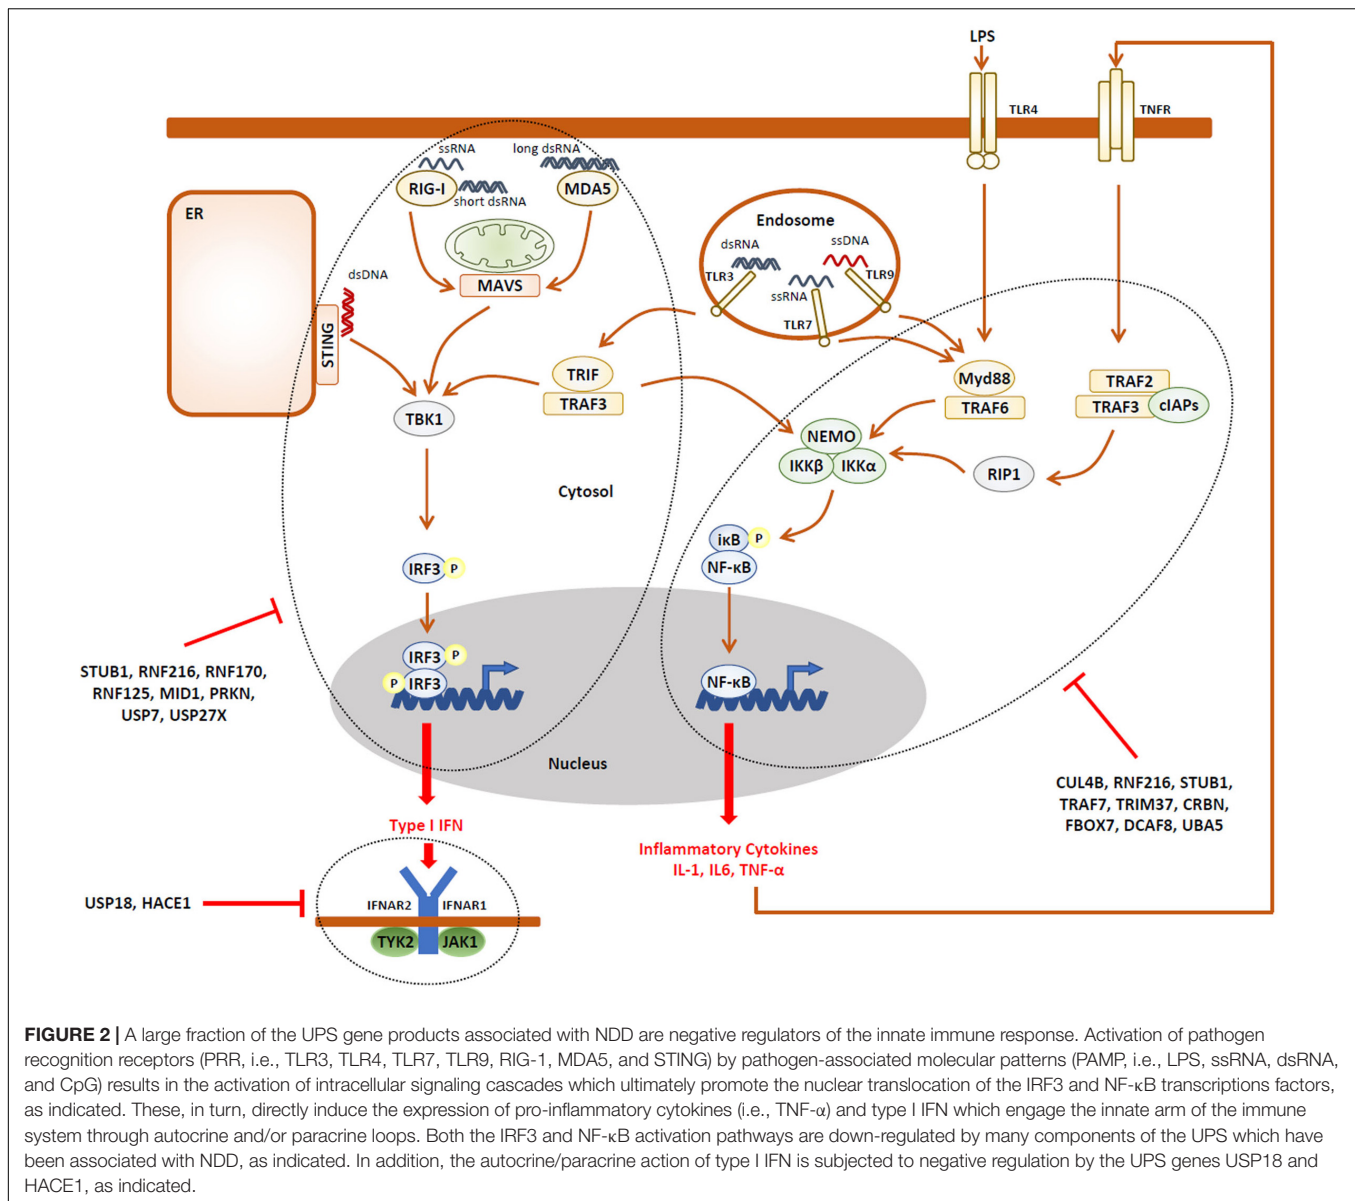 LPS
TLR4
TNFR
ssRNA
long dsRNA
RIG-I
MDA5
short dsRNA
ER
Endosome
dsRNA
ssDNA
TLR3
TLR9
ssRNA
TLR7
dsDNA
MAVS
STING
TRIF
TRAF3
TBK1
Myd88
TRAF6
TRAF2
TRAF3
cIAPs
NEMO
IKKβ
IKKα
RIP1
Cytosol
iκB
P
NF-κB
IRF3
P
IRF3
P
P
IRF3
NF-κB
Nucleus
STUB1, RNF216, RNF170,
RNF125, MID1, PRKN,
USP7, USP27X
CUL4B, RNF216, STUB1,
TRAF7, TRIM37, CRBN,
FBOX7, DCAF8, UBA5
Type I IFN
Inflammatory Cytokines
IL-1, IL6, TNF-α
USP18, HACE1
IFNAR2
IFNAR1
TYK2
JAK1
FIGURE 2 | A large fraction of the UPS gene products associated with NDD are negative regulators of the innate immune response. Activation of pathogen
recognition receptors (PRR, i.e., TLR3, TLR4, TLR7, TLR9, RIG-1, MDA5, and STING) by pathogen-associated molecular patterns (PAMP, i.e., LPS, ssRNA, dsRNA,
and CpG) results in the activation of intracellular signaling cascades which ultimately promote the nuclear translocation of the IRF3 and NF-κB transcriptions factors,
as indicated. These, in turn, directly induce the expression of pro-inflammatory cytokines (i.e., TNF-α) and type I IFN which engage the innate arm of the immune
system through autocrine and/or paracrine loops. Both the IRF3 and NF-κB activation pathways are down-regulated by many components of the UPS which have
been associated with NDD, as indicated. In addition, the autocrine/paracrine action of type I IFN is subjected to negative regulation by the UPS genes USP18 and
HACE1, as indicated.